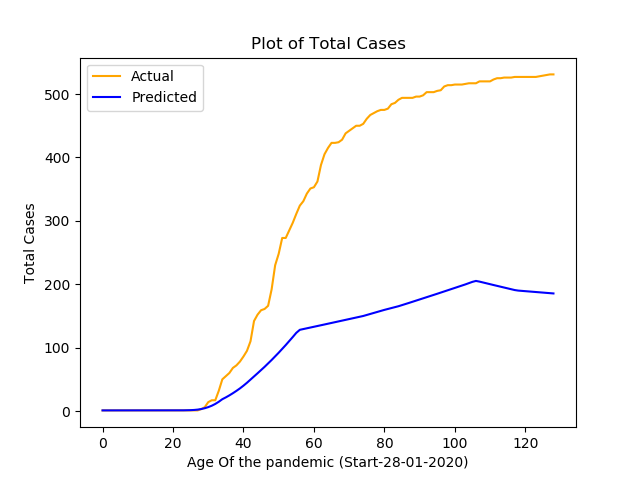 Plot of Total Cases
Actual
Predicted
500
400
300
200
100
0
Total Cases
0 20 40 60 80 100 120
Age Of the pandemic (Start-28-01-2020)